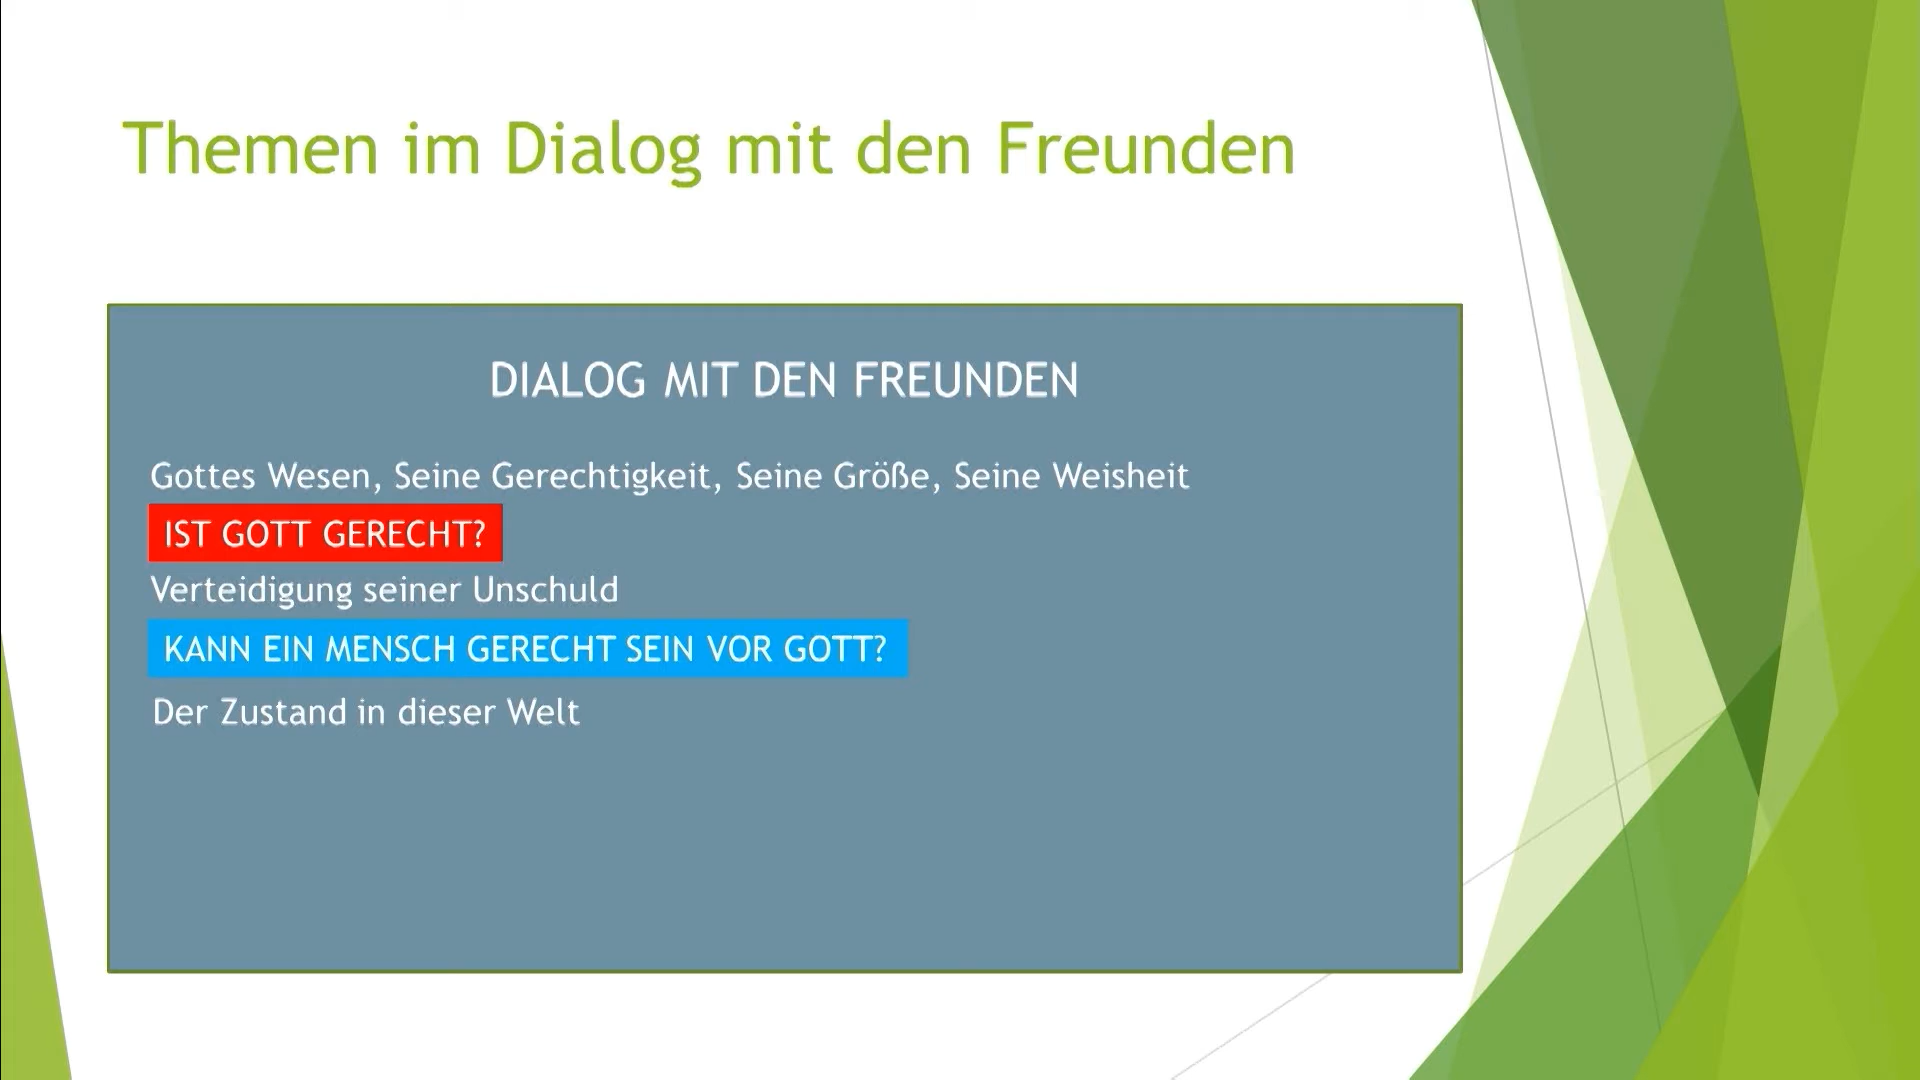 Themen im Dialog mit den Freunden
DIALOG MIT DEN FREUNDEN
Gottes Wesen, Seine Gerechtigkeit, Seine Größe, Seine Weisheit
IST GOTT GERECHT?
Verteidigung seiner Unschuld
KANN EIN MENSCH GERECHT SEIN VOR GOTT?
Der Zustand in dieser Welt